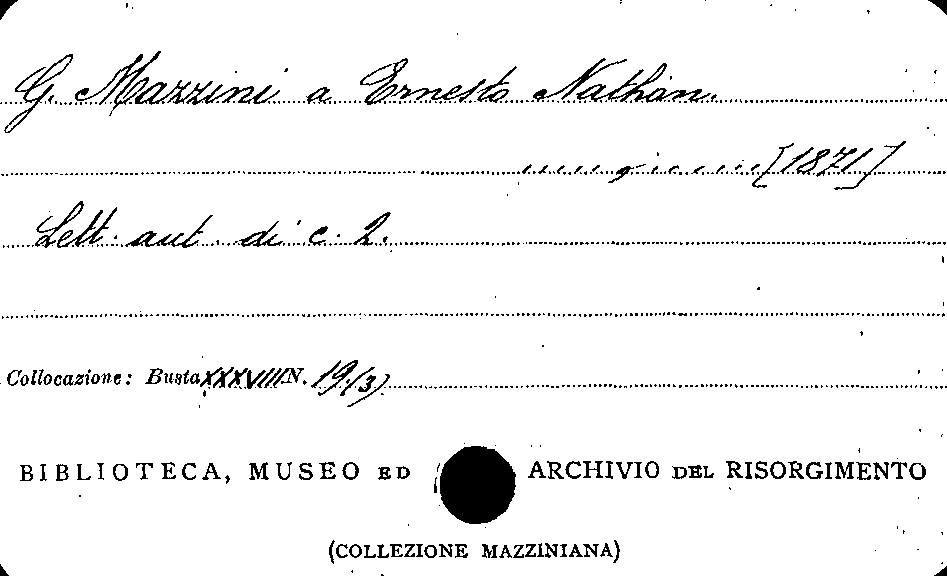 G. Mazzini a Ernesto Nathan.
[1871]
Lett. aut. di c. 2.
Collocazione: Busta XXXVIII N. 19.(3)
BIBLIOTECA, MUSEO ED ARCHIVIO DEL RISORGIMENTO
(COLLEZIONE MAZZINIANA)